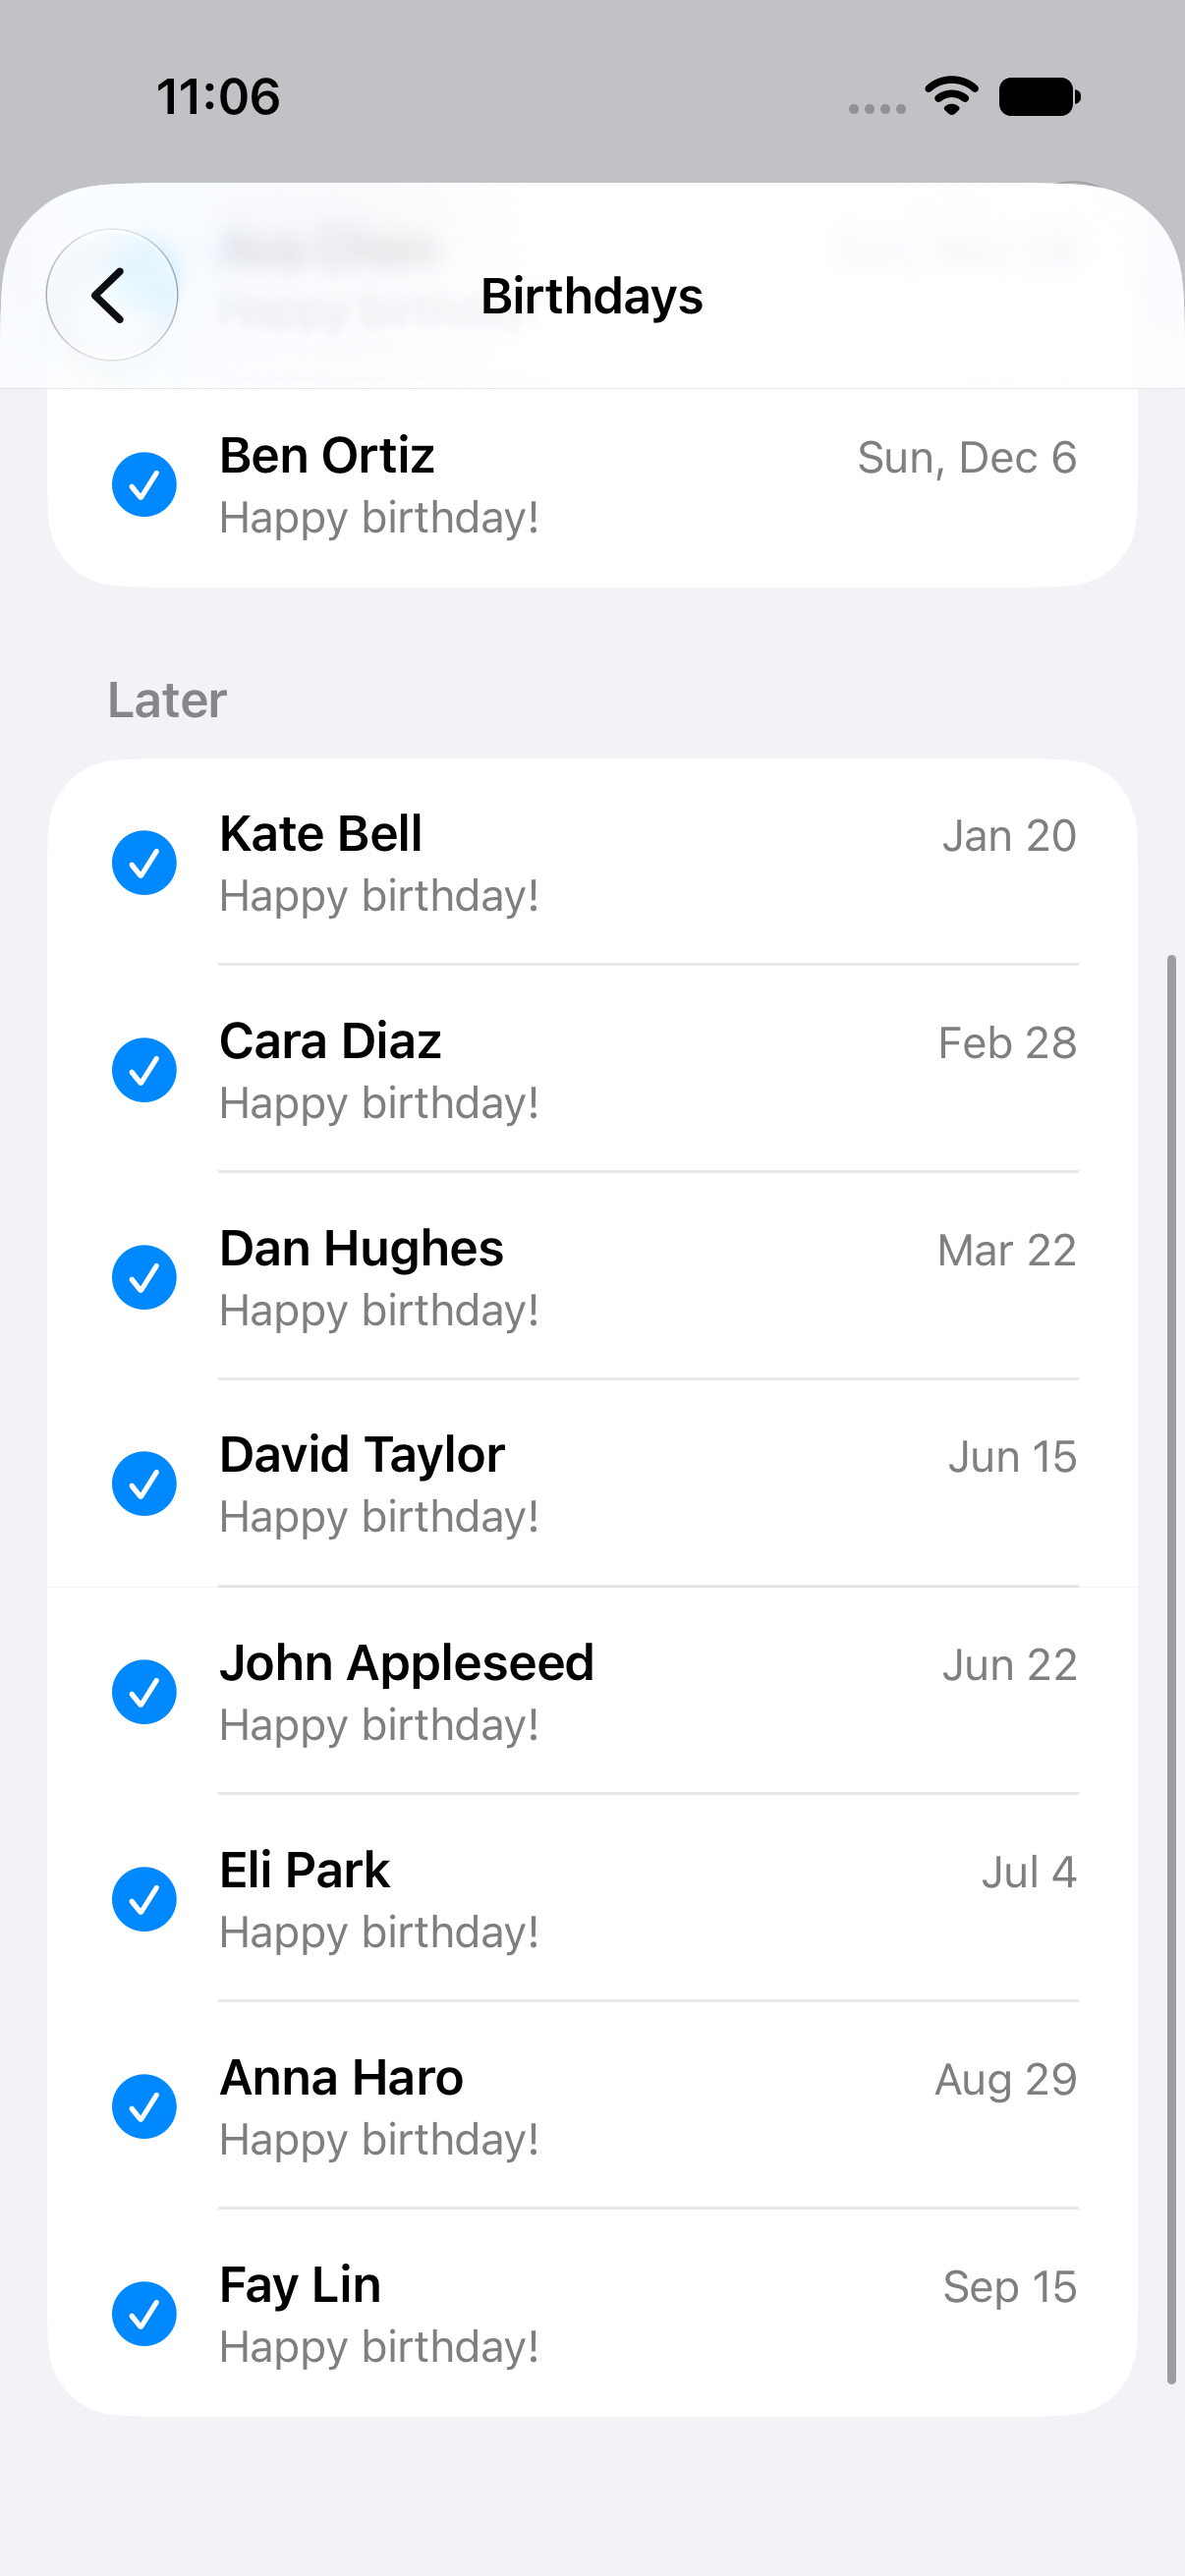 11:06
Birthdays
Ben Ortiz
Sun, Dec 6
Happy birthday!
Later
Kate Bell
Jan 20
Happy birthday!
Cara Diaz
Feb 28
Happy birthday!
Dan Hughes
Mar 22
Happy birthday!
David Taylor
Jun 15
Happy birthday!
John Appleseed
Jun 22
Happy birthday!
Eli Park
Jul 4
Happy birthday!
Anna Haro
Aug 29
Happy birthday!
Fay Lin
Sep 15
Happy birthday!